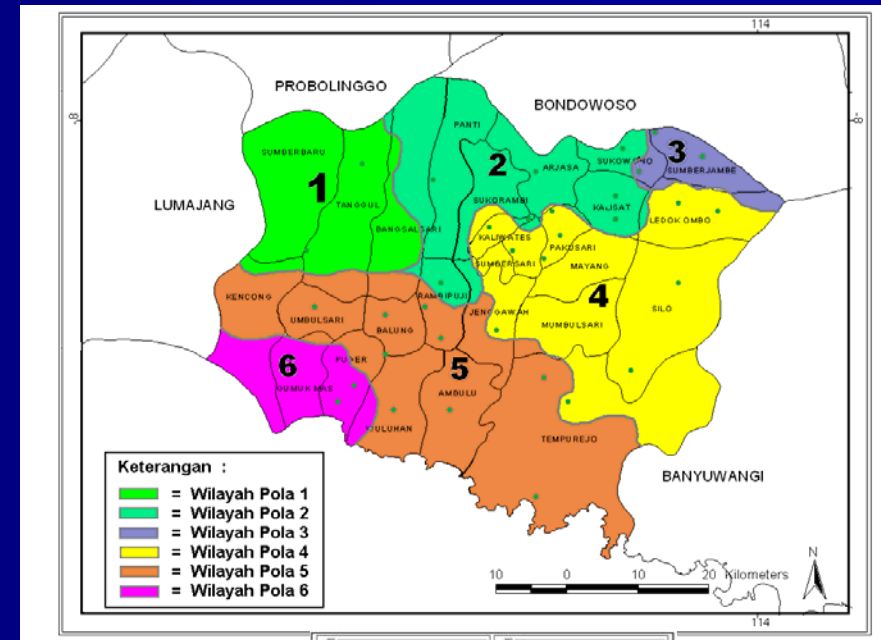 114
PROBOLINGGO
BONDOWOSO
-8
8-
PANTI
SUMBERBARU
2
ARJASA
SUKOWONO
3
SUMBERJAMBE
1
TANGGUL
SUKORAMBI
KALISAT
LUMAJANG
LEDOKOMBO
BANGSALSARI
KALIWATES
PAKUSARI
SUMBERSARI
MAYANG
KENCONG
RAMBIPUJI
4
SILO
JENGGAWAH
UMBULSARI
BALUNG
MUMBULSARI
6
PUGER
5
GUMUK MAS
AMBULU
TEMPUREJO
BANYUWANGI
Keterangan :
= Wilayah Pola 1
= Wilayah Pola 2
= Wilayah Pola 3
= Wilayah Pola 4
= Wilayah Pola 5
= Wilayah Pola 6
N
10 0 10 20 Kilometers
114